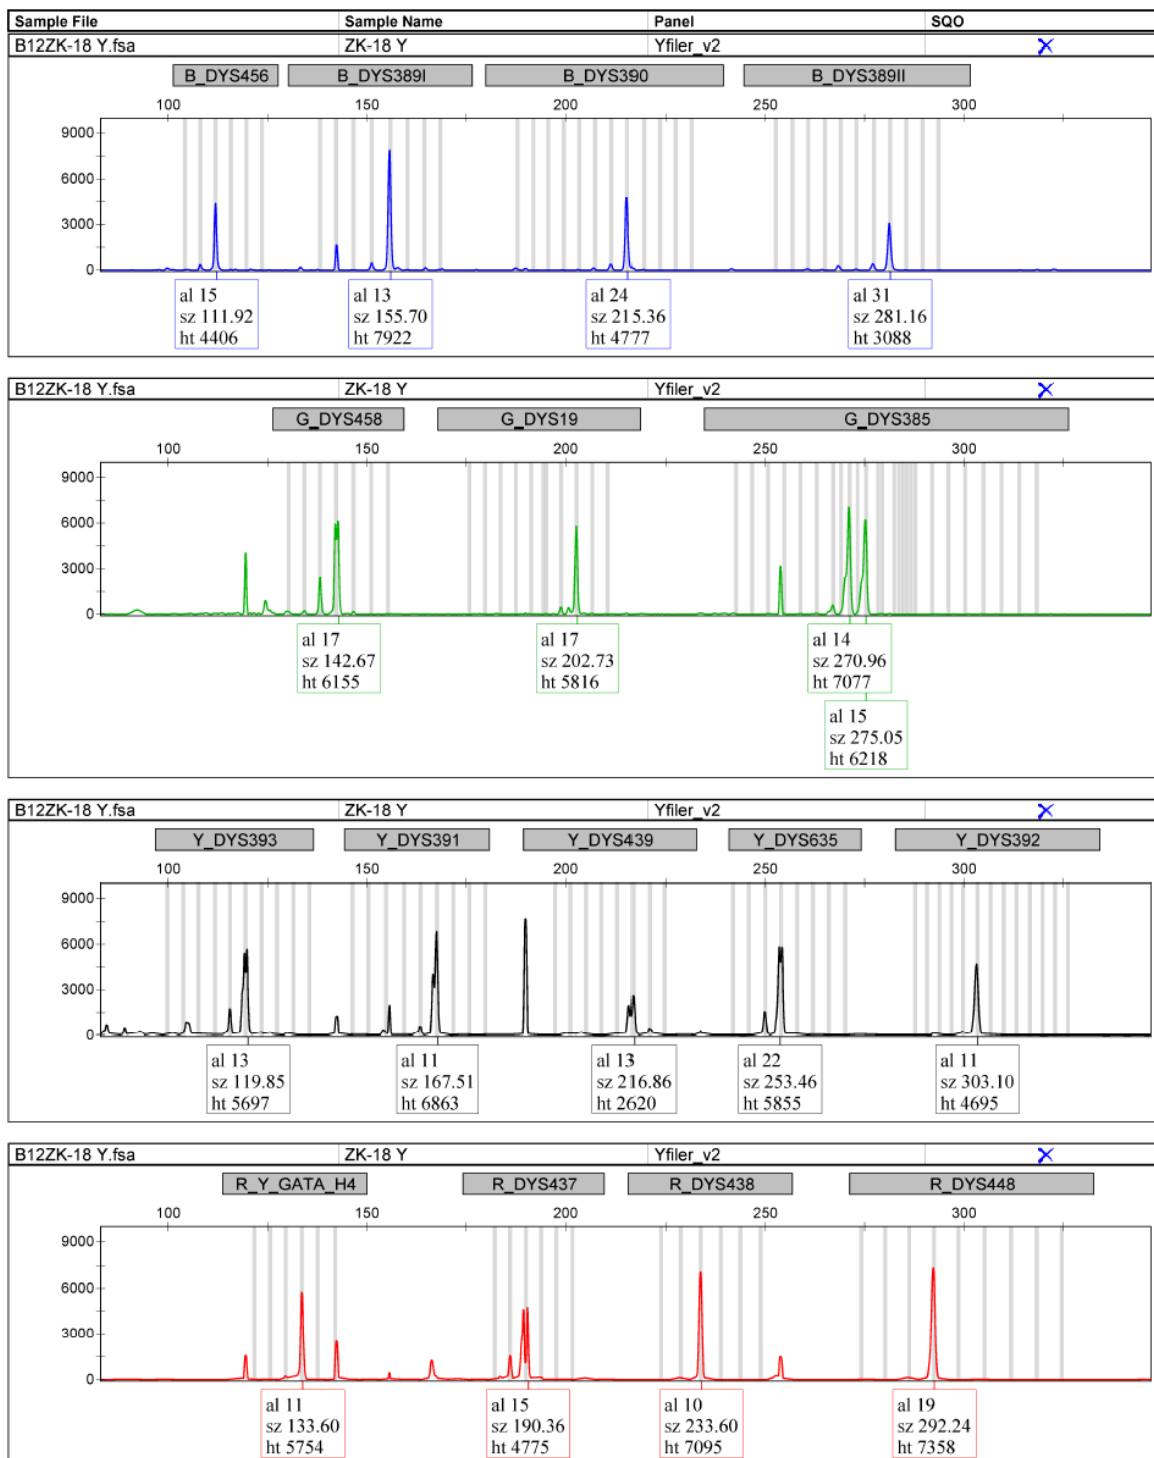 Sample File Sample Name Panel SQO
B12ZK-18 Y.fsa ZK-18 Y Yfiler_v2
B_DYS456 B_DYS389I B_DYS390 B_DYS389II
100 150 200 250 300
9000
6000
3000
0
al 15 al 13 al 24 al 31
sz 111.92 sz 155.70 sz 215.36 sz 281.16
ht 4406 ht 7922 ht 4777 ht 3088
B12ZK-18 Y.fsa ZK-18 Y Yfiler_v2
G_DYS458 G_DYS19 G_DYS385
100 150 200 250 300
9000
6000
3000
0
al 17 al 17 al 14
sz 142.67 sz 202.73 sz 270.96
ht 6155 ht 5816 ht 7077
al 15
sz 275.05
ht 6218
B12ZK-18 Y.fsa ZK-18 Y Yfiler_v2
Y_DYS393 Y_DYS391 Y_DYS439 Y_DYS635 Y_DYS392
100 150 200 250 300
9000
6000
3000
0
al 13 al 11 al 13 al 22 al 11
sz 119.85 sz 167.51 sz 216.86 sz 253.46 sz 303.10
ht 5697 ht 6863 ht 2620 ht 5855 ht 4695
B12ZK-18 Y.fsa ZK-18 Y Yfiler_v2
R_Y_GATA_H4 R_DYS437 R_DYS438 R_DYS448
100 150 200 250 300
9000
6000
3000
0
al 11 al 15 al 10 al 19
sz 133.60 sz 190.36 sz 233.60 sz 292.24
ht 5754 ht 4775 ht 7095 ht 7358